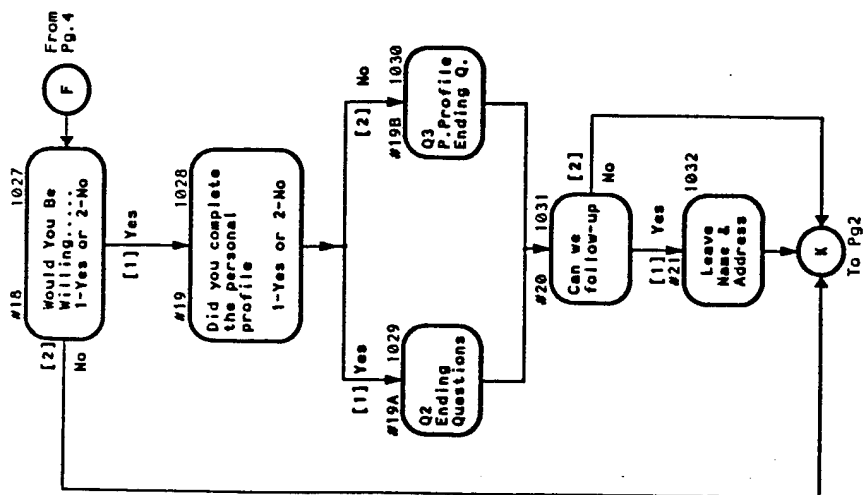 From
Pg.4
F
#18
1027
Would You Be
Willing.....
1-Yes or 2-No
[2]
No
[1] Yes
#19
1028
Did you complete
the personal
profile
1-Yes or 2-No
[1] Yes
[2] No
#19A
1029
Q2
Ending
Questions
#19B
1030
Q3
P.Profile
Ending Q.
#20
1031
Can we
follow-up
[2]
No
[1] Yes
#21
1032
Leave
Name &
Address
K
To Pg2